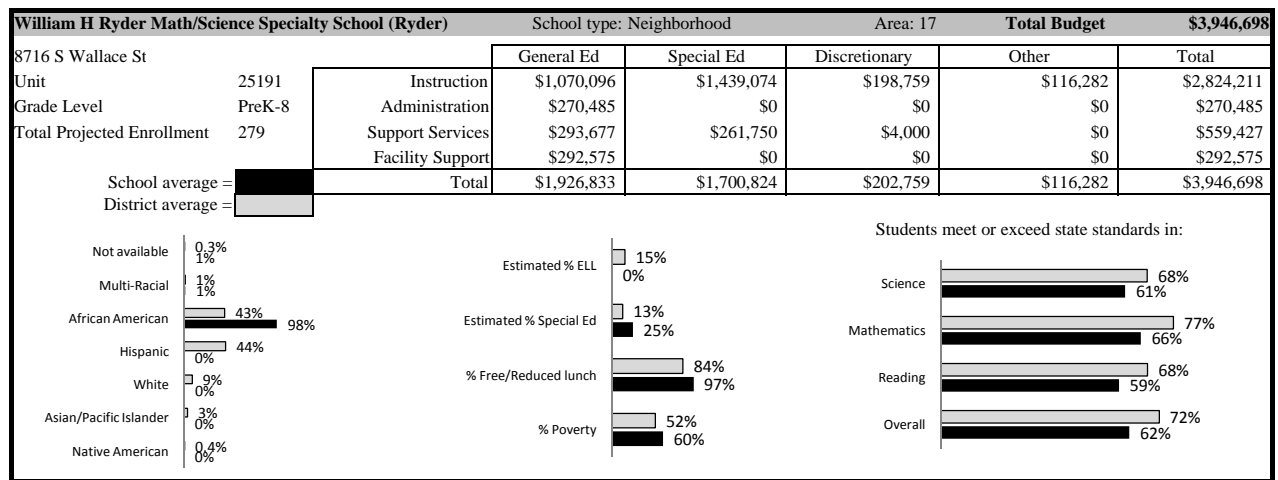 William H Ryder Math/Science Specialty School (Ryder) School type: Neighborhood Area: 17 Total Budget $3,946,698
8716 S Wallace St General Ed Special Ed Discretionary Other Total
Unit 25191 Instruction $1,070,096 $1,439,074 $198,759 $116,282 $2,824,211
Grade Level PreK-8 Administration $270,485 $0 $0 $0 $270,485
Total Projected Enrollment 279 Support Services $293,677 $261,750 $4,000 $0 $559,427
Facility Support $292,575 $0 $0 $0 $292,575
School average = Total $1,926,833 $1,700,824 $202,759 $116,282 $3,946,698
District average =
Not available 0.3% 1%
Multi-Racial 1% 1%
African American 43% 98%
Hispanic 44% 0%
White 9% 0%
Asian/Pacific Islander 3% 0%
Native American 0.4% 0%
Estimated % ELL 15% 0%
Estimated % Special Ed 13% 25%
% Free/Reduced lunch 84% 97%
% Poverty 52% 60%
Students meet or exceed state standards in:
Science 68% 61%
Mathematics 77% 66%
Reading 68% 59%
Overall 72% 62%